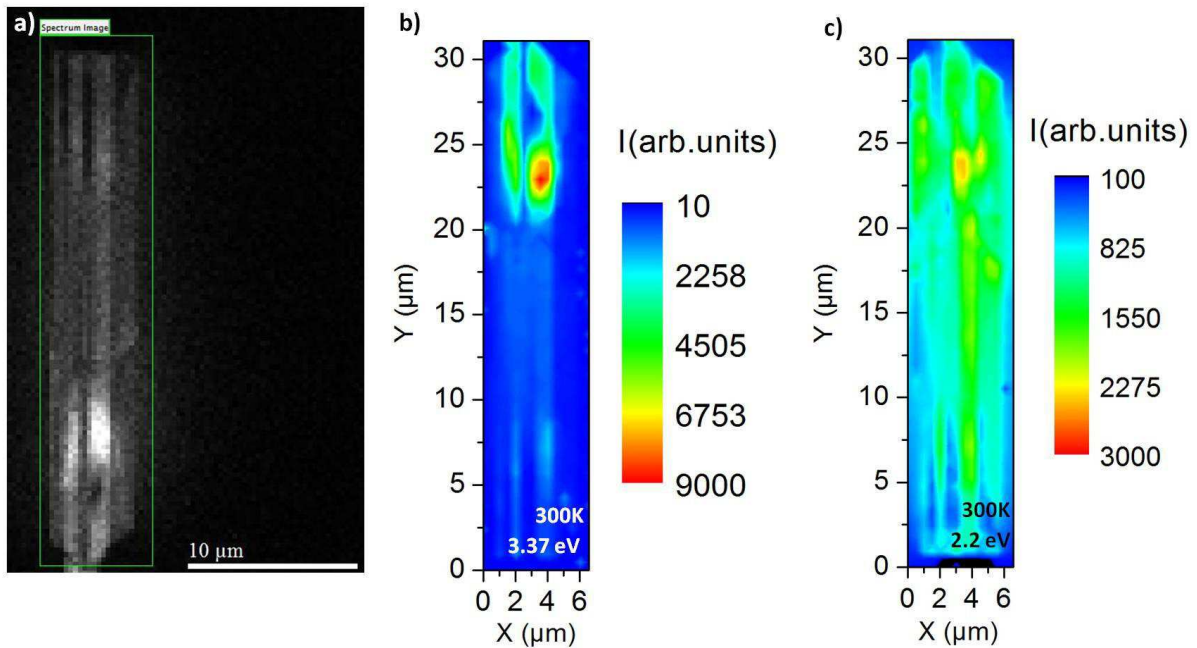 a)
Spectrum Image
10 µm
b)
30
25
20
15
10
5
0
Y (µm)
0 2 4 6
X (µm)
300K
3.37 eV
I(arb.units)
10
2258
4505
6753
9000
c)
30
25
20
15
10
5
0
Y (µm)
0 2 4 6
X (µm)
300K
2.2 eV
I(arb.units)
100
825
1550
2275
3000